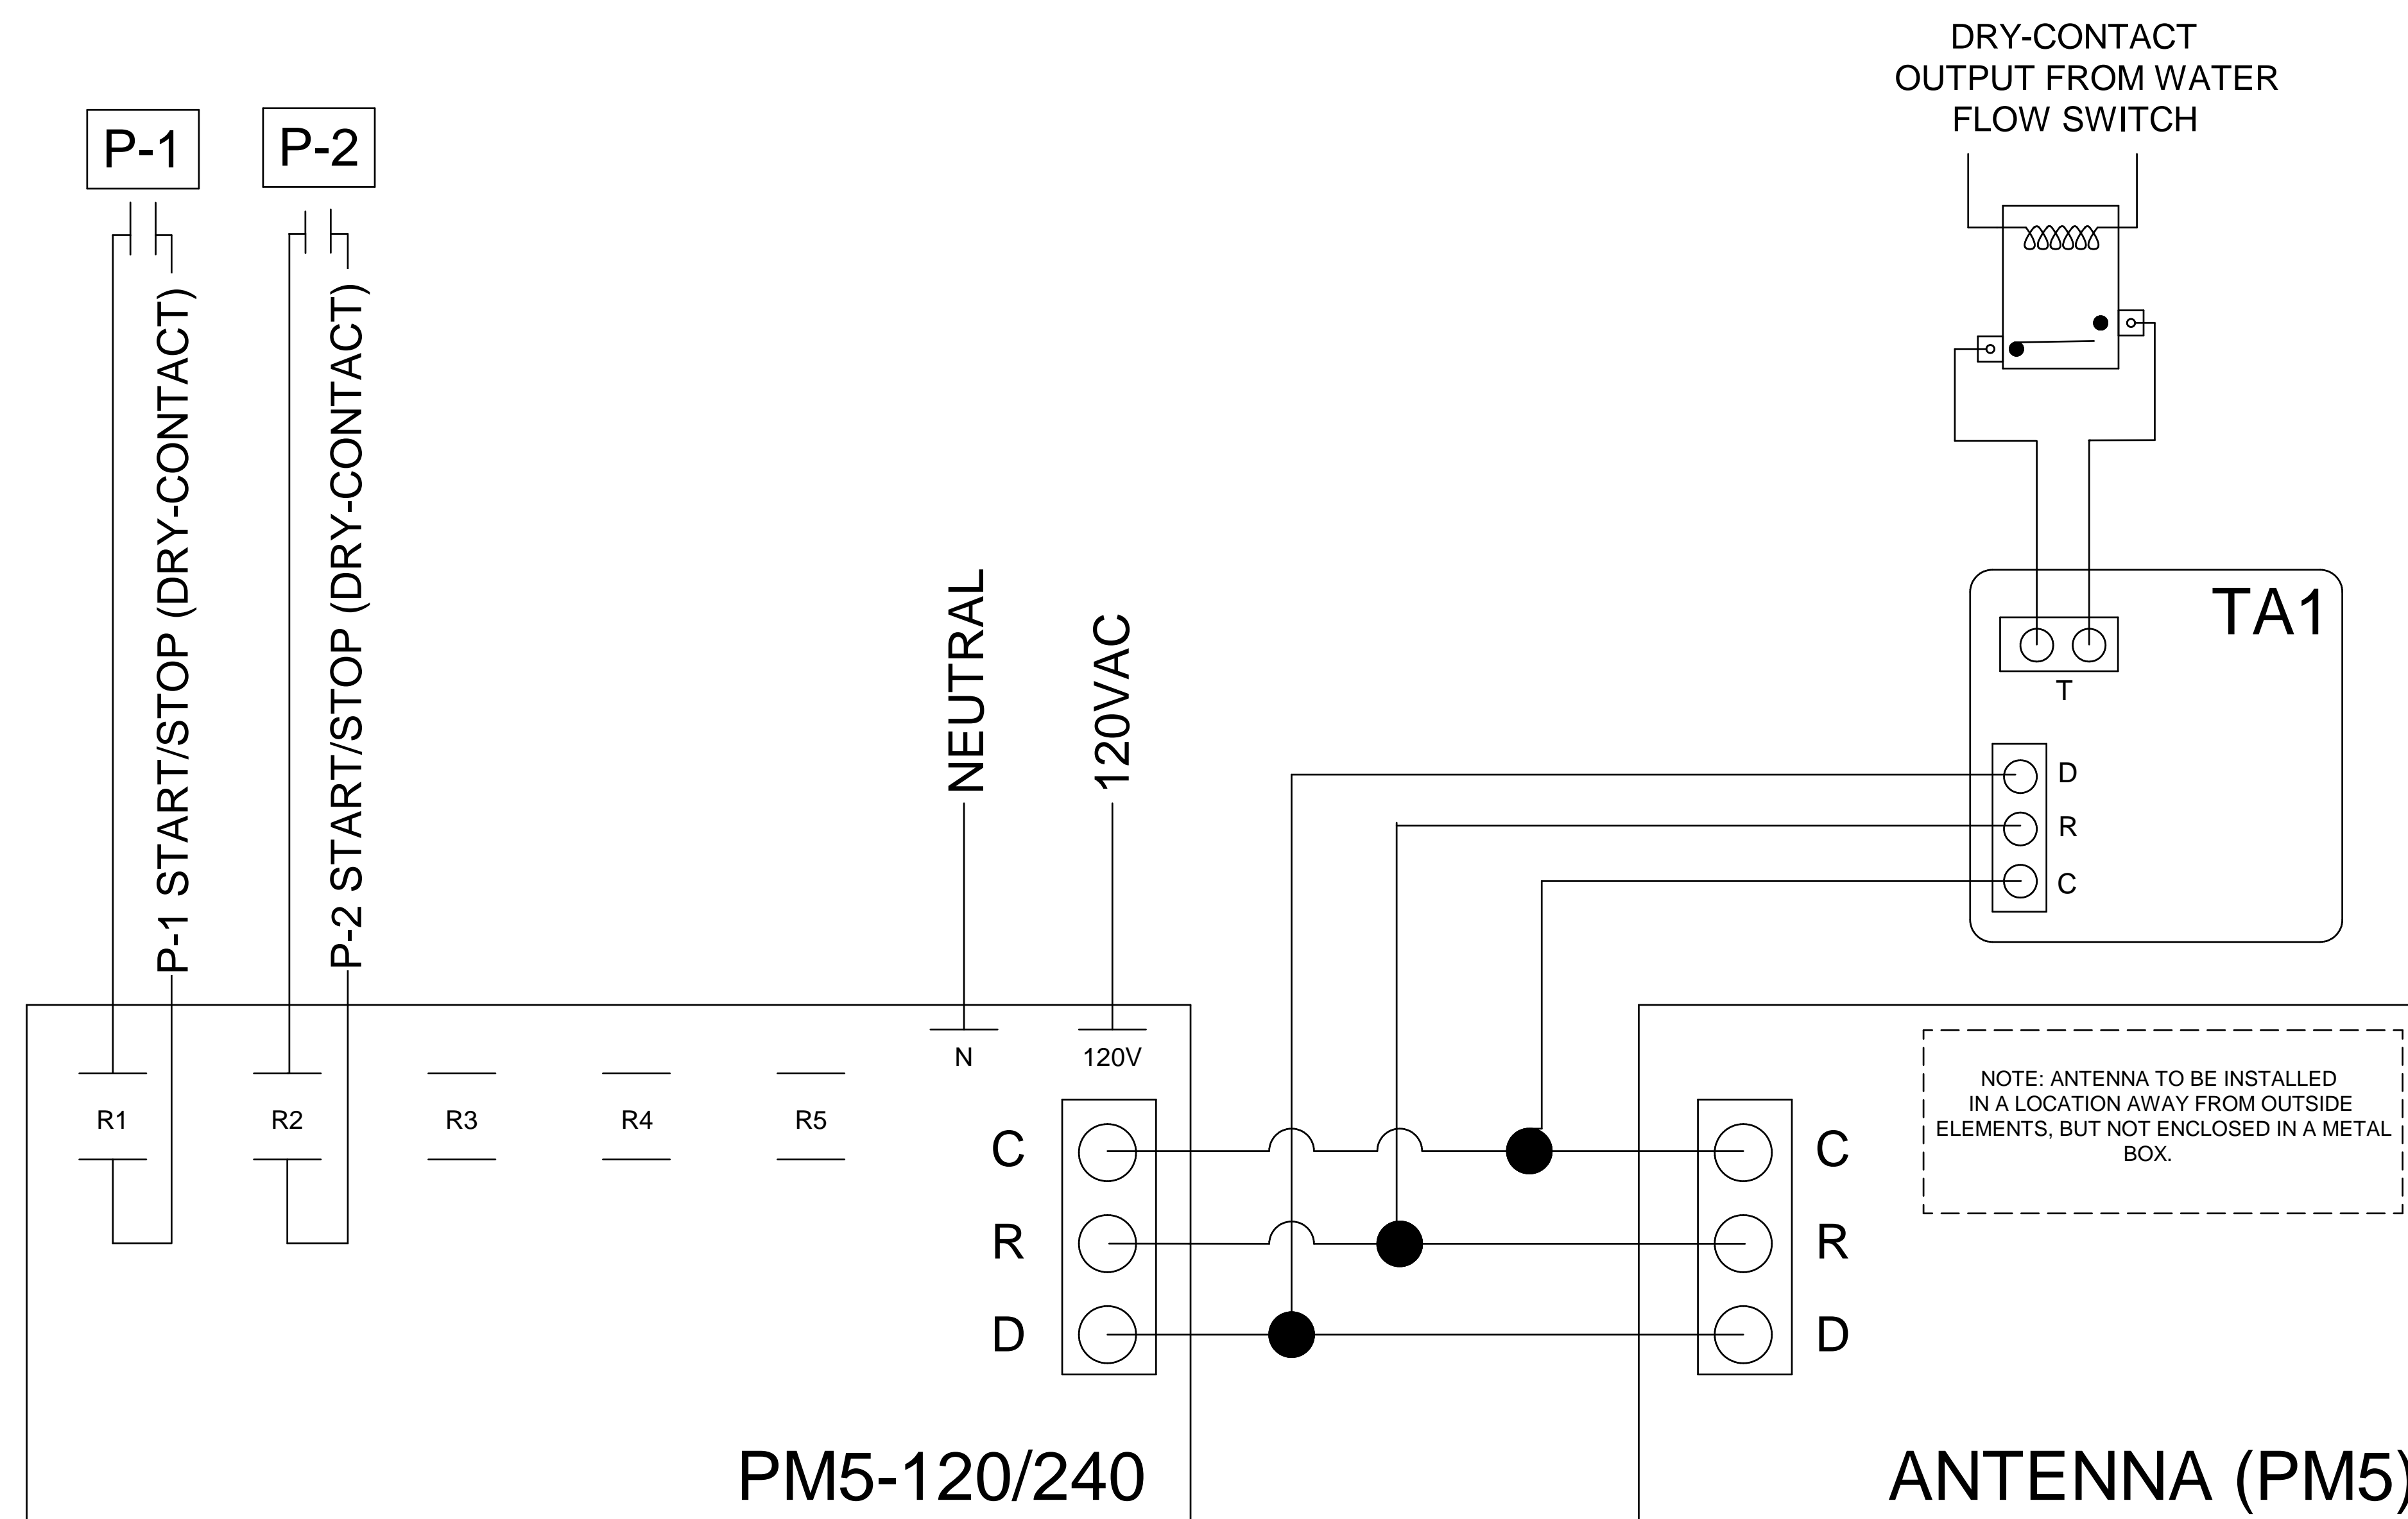 DRY-CONTACT
OUTPUT FROM WATER
FLOW SWITCH
P-1
P-2
P-1 START/STOP (DRY-CONTACT)
P-2 START/STOP (DRY-CONTACT)
NEUTRAL
120VAC
TA1
T
D
R
C
N
120V
R1
R2
R3
R4
R5
C
R
D
C
R
D
NOTE: ANTENNA TO BE INSTALLED
IN A LOCATION AWAY FROM OUTSIDE
ELEMENTS, BUT NOT ENCLOSED IN A METAL
BOX.
PM5-120/240
ANTENNA (PM5)